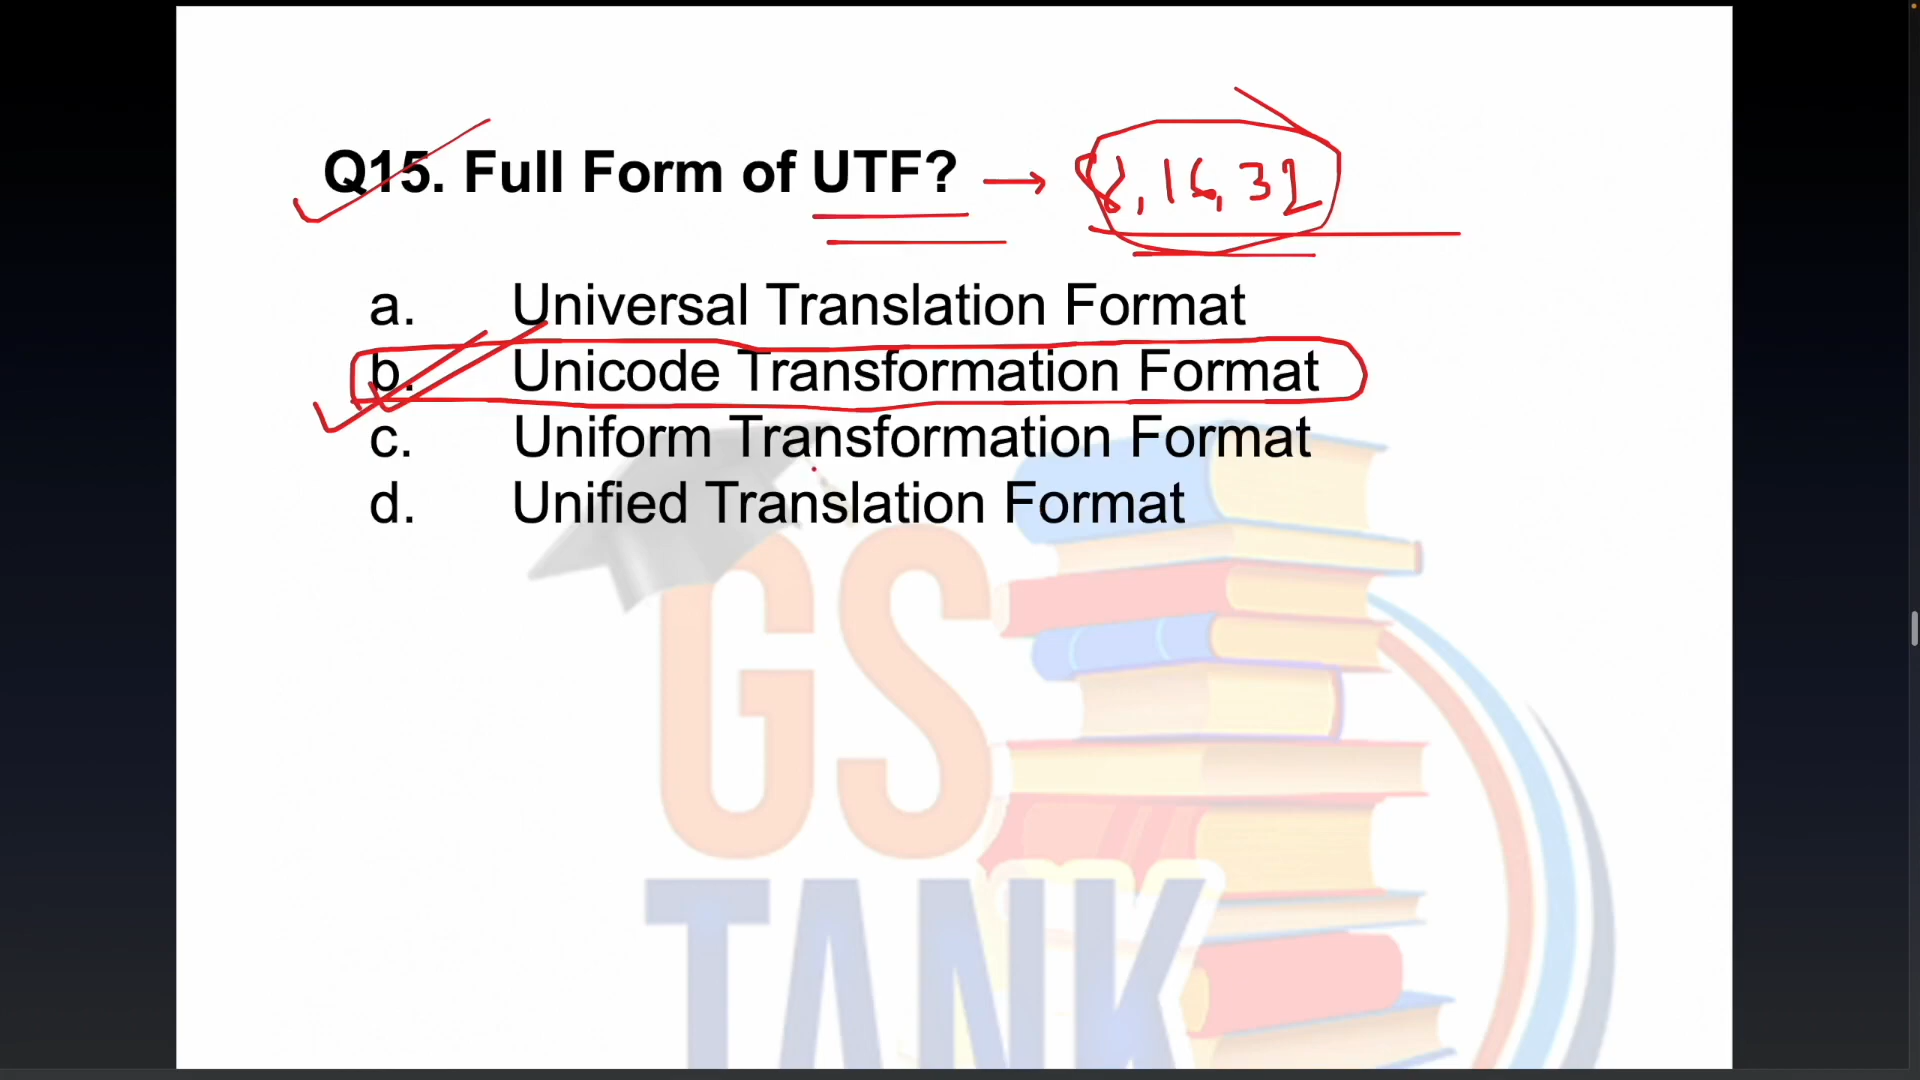 Q15. Full Form of UTF? → 8, 16, 32
a. Universal Translation Format
b. Unicode Transformation Format
c. Uniform Transformation Format
d. Unified Translation Format
GS
TANK